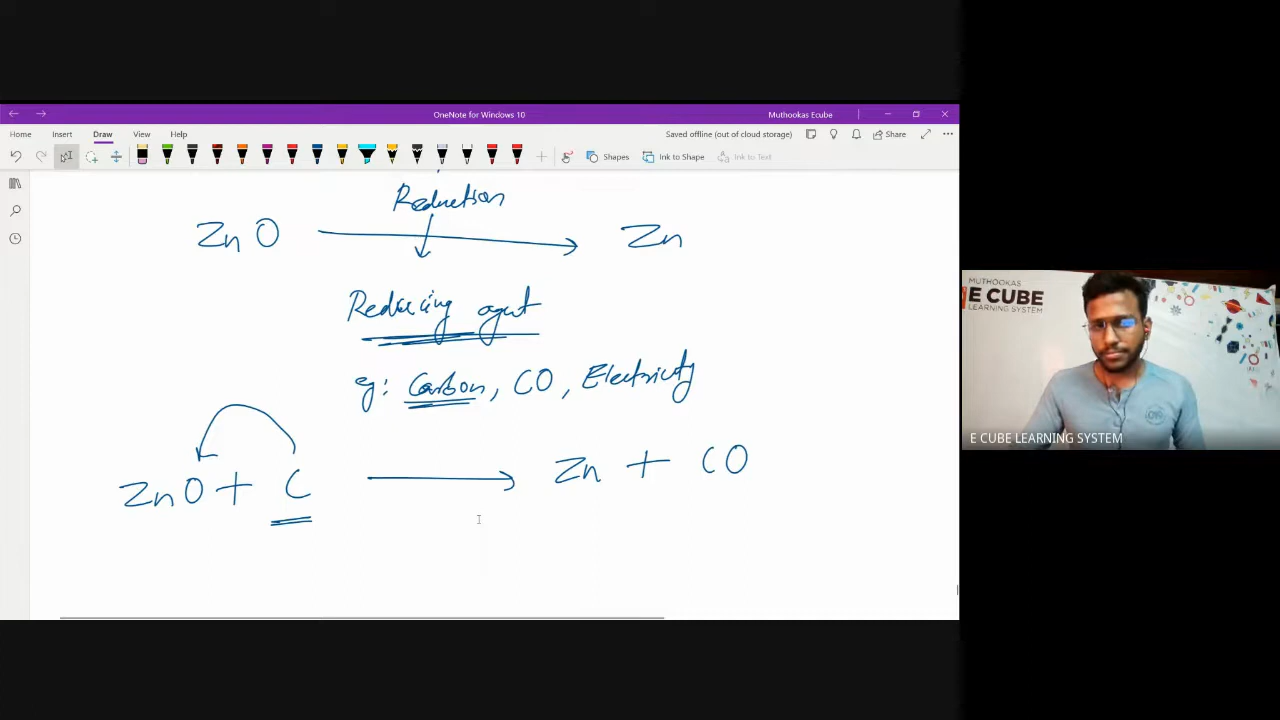 OneNote for Windows 10
Muthookas Ecube
Home Insert Draw View Help
Saved offline (out of cloud storage)
Share
Shapes
Ink to Shape
Ink to Text
Reduction
ZnO Zn
Reducing agent
eg: Carbon, CO, Electricity
ZnO + C Zn + CO
MUTHOOKAS
E CUBE
LEARNING SYSTEM
E CUBE LEARNING SYSTEM